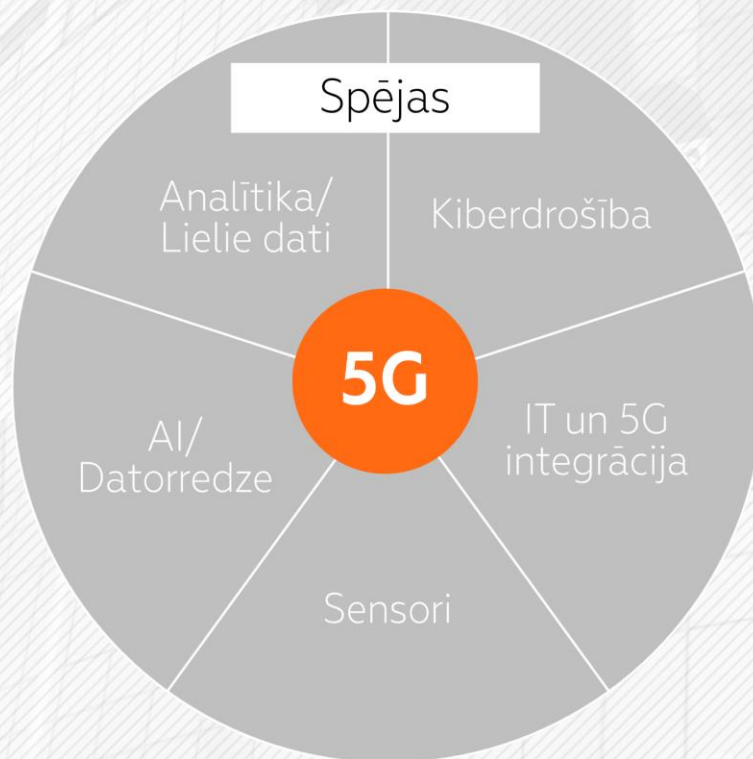 Spējas
Analītika/
Lielie dati
Kiberdrošība
5G
AI/
Datorredze
IT un 5G
integrācija
Sensori